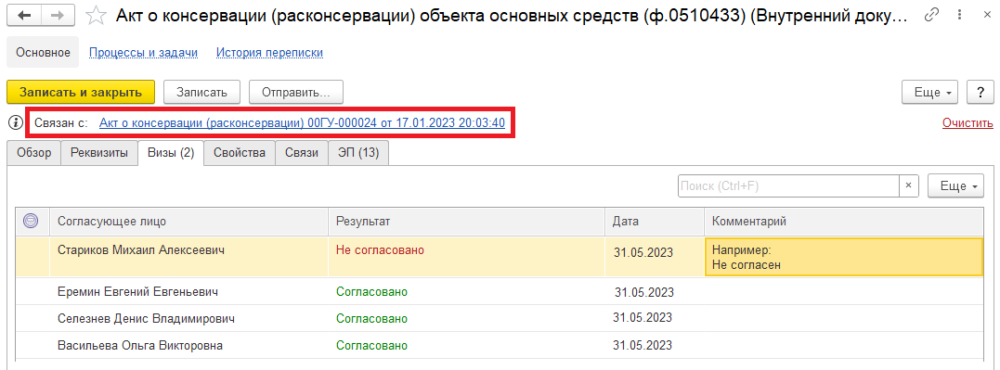 Акт о консервации (расконсервации) объекта основных средств (ф.0510433) (Внутренний доку...
Основное Процессы и задачи История переписки
Записать и закрыть Записать Отправить... Еще ?
Связан с: Акт о консервации (расконсервации) 00ГУ-000024 от 17.01.2023 20:03:40 Очистить
Обзор Реквизиты Визы (2) Свойства Связи ЭП (13)
Поиск (Ctrl+F) × Еще
Согласующее лицо Результат Дата Комментарий
Стариков Михаил Алексеевич Не согласовано 31.05.2023 Например:
Не согласен
Еремин Евгений Евгеньевич Согласовано 31.05.2023
Селезнев Денис Владимирович Согласовано 31.05.2023
Васильева Ольга Викторовна Согласовано 31.05.2023